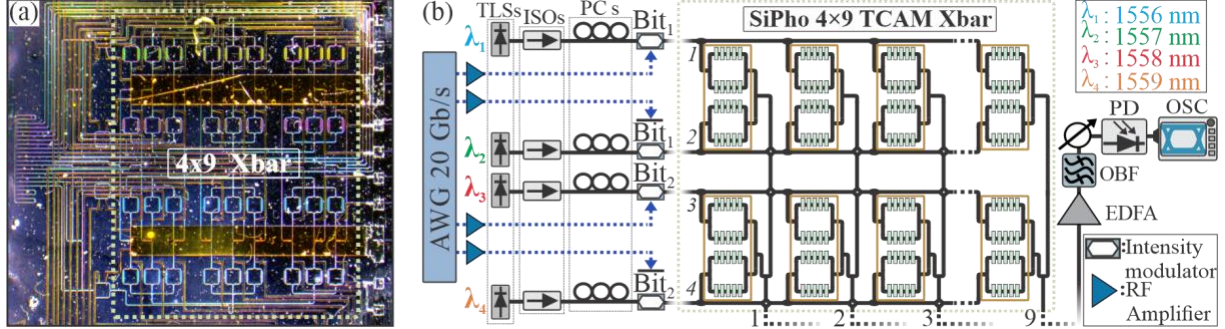 (a)
4x9 Xbar
(b)
TLSs
ISOs
PCs
Bit1
SiPho 4×9 TCAM Xbar
λ1 : 1556 nm
λ2 : 1557 nm
λ3 : 1558 nm
λ4 : 1559 nm
AWG 20 Gb/s
λ1
λ2
λ3
λ4
Bit1
Bit2
Bit2
1
2
3
4
1
2
3
9
PD
OSC
OBF
EDFA
Intensity
modulator
RF
Amplifier